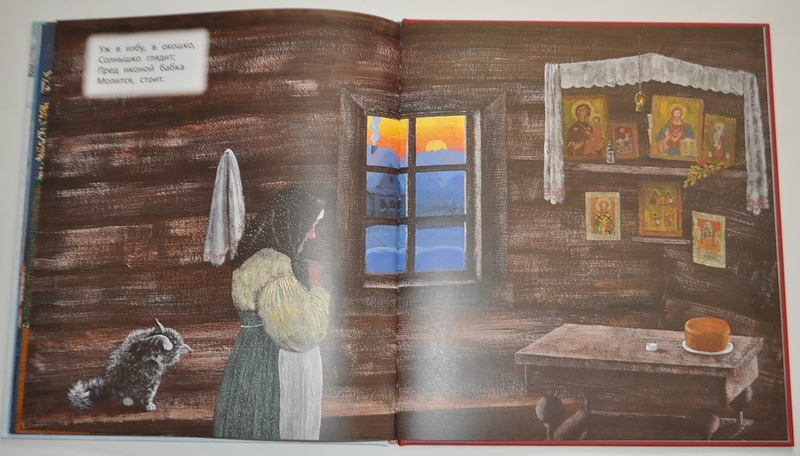 Уж в избу, в окошко,
Солнышко глядит;
Пред иконой бабка
Молится, стоит.